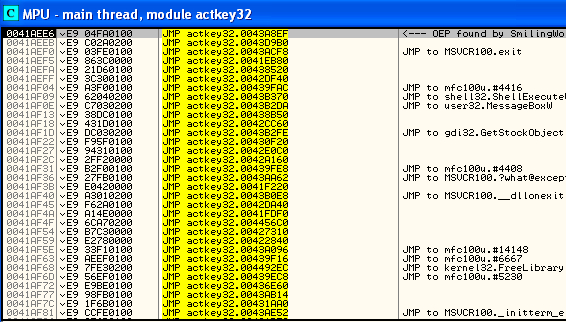 C MPU - main thread, module actkey32
0041AEE6 E9 04FA0100 JMP actkey32.0043A8EF <--- OEP found by SmilingWo
0041AEEB E9 C02A0200 JMP actkey32.0043D9B0
0041AEF0 E9 03FE0100 JMP actkey32.0043ACF8 JMP to MSVCR100.exit
0041AEF5 E9 863C0000 JMP actkey32.0041EB80
0041AEFA E9 21D60100 JMP actkey32.00438520
0041AEFF E9 3C300100 JMP actkey32.0042DF40
0041AF04 E9 A3F00100 JMP actkey32.00439FAC JMP to mfc100u.#4416
0041AF09 E9 62040200 JMP actkey32.0043B370 JMP to shell32.ShellExecuteW
0041AF0E E9 C7030200 JMP actkey32.0043B2DA JMP to user32.MessageBoxW
0041AF13 E9 38DC0100 JMP actkey32.00438B50
0041AF18 E9 431D0100 JMP actkey32.0042CC60
0041AF1D E9 DC030200 JMP actkey32.0043B2FE JMP to gdi32.GetStockObject
0041AF22 E9 F95F0100 JMP actkey32.00430F20
0041AF27 E9 94310100 JMP actkey32.0042E0C0
0041AF2C E9 2FF20000 JMP actkey32.0042A160
0041AF31 E9 B2F00100 JMP actkey32.00439FE8 JMP to mfc100u.#4408
0041AF36 E9 27FB0100 JMP actkey32.0043AA62 JMP to MSVCR100.?what@except
0041AF3B E9 E0420000 JMP actkey32.0041F220
0041AF40 E9 A3010200 JMP actkey32.0043B0E8 JMP to MSVCR100.__dllonexit
0041AF45 E9 F62A0100 JMP actkey32.0042DA40
0041AF4A E9 A14E0000 JMP actkey32.0041FDF0
0041AF4F E9 6CA70200 JMP actkey32.004456C0
0041AF54 E9 B7C30000 JMP actkey32.00427310
0041AF59 E9 E2780000 JMP actkey32.00422840
0041AF5E E9 33F10100 JMP actkey32.0043A096 JMP to mfc100u.#14148
0041AF63 E9 AEEF0100 JMP actkey32.00439F16 JMP to mfc100u.#6667
0041AF68 E9 7FE30200 JMP actkey32.004492EC JMP to kernel32.FreeLibrary
0041AF6D E9 56EF0100 JMP actkey32.00439EC8 JMP to mfc100u.#5230
0041AF72 E9 E9BE0100 JMP actkey32.00436E60
0041AF77 E9 98FB0100 JMP actkey32.0043AB14
0041AF7C E9 1F6B0100 JMP actkey32.00431AA0
0041AF81 E9 CCFE0100 JMP actkey32.0043AE52 JMP to MSVCR100._initterm_e